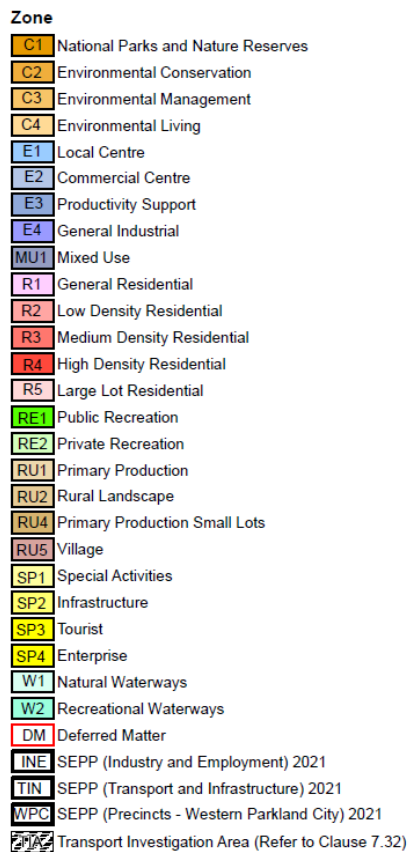 Zone
C1 National Parks and Nature Reserves
C2 Environmental Conservation
C3 Environmental Management
C4 Environmental Living
E1 Local Centre
E2 Commercial Centre
E3 Productivity Support
E4 General Industrial
MU1 Mixed Use
R1 General Residential
R2 Low Density Residential
R3 Medium Density Residential
R4 High Density Residential
R5 Large Lot Residential
RE1 Public Recreation
RE2 Private Recreation
RU1 Primary Production
RU2 Rural Landscape
RU4 Primary Production Small Lots
RU5 Village
SP1 Special Activities
SP2 Infrastructure
SP3 Tourist
SP4 Enterprise
W1 Natural Waterways
W2 Recreational Waterways
DM Deferred Matter
INE SEPP (Industry and Employment) 2021
TIN SEPP (Transport and Infrastructure) 2021
WPC SEPP (Precincts - Western Parkland City) 2021
TIA Transport Investigation Area (Refer to Clause 7.32)